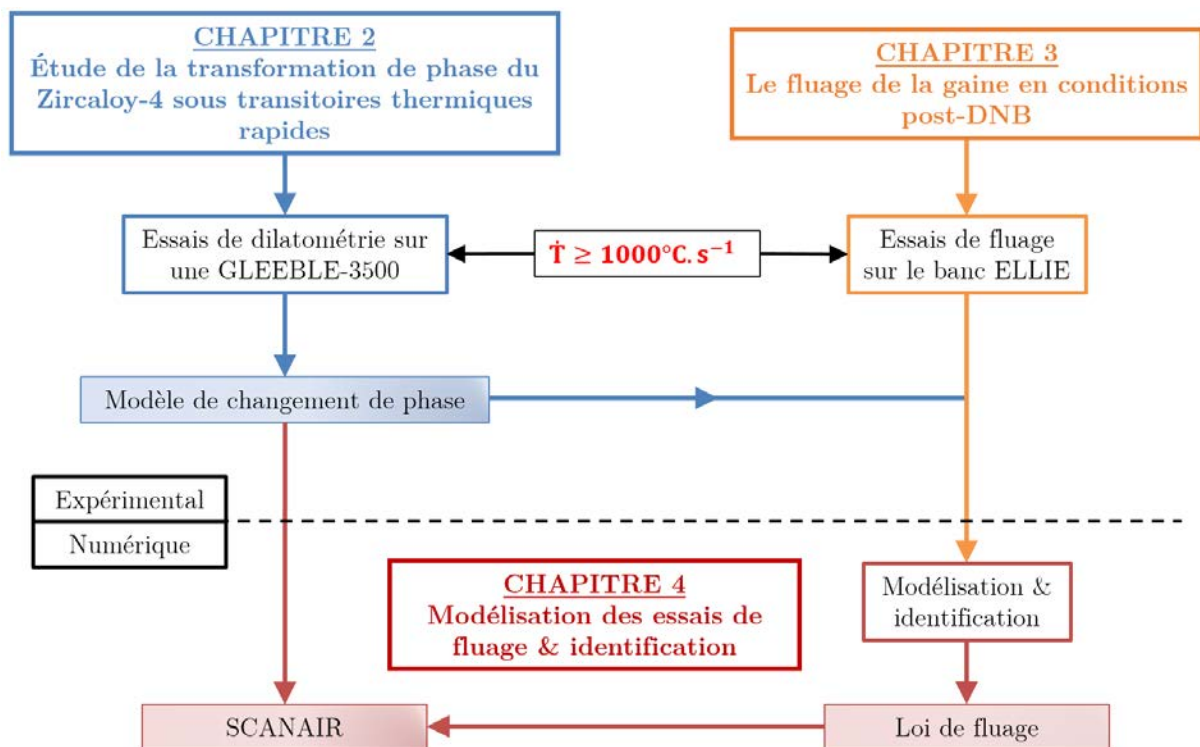 CHAPITRE 2
Étude de la transformation de phase du
Zircaloy-4 sous transitoires thermiques
rapides
CHAPITRE 3
Le fluage de la gaine en conditions
post-DNB
Essais de dilatométrie sur
une GLEEBLE-3500
Ṫ ≥ 1000°C. s⁻¹
Essais de fluage
sur le banc ELLIE
Modèle de changement de phase
Expérimental
Numérique
CHAPITRE 4
Modélisation des essais de
fluage & identification
Modélisation &
identification
SCANAIR
Loi de fluage